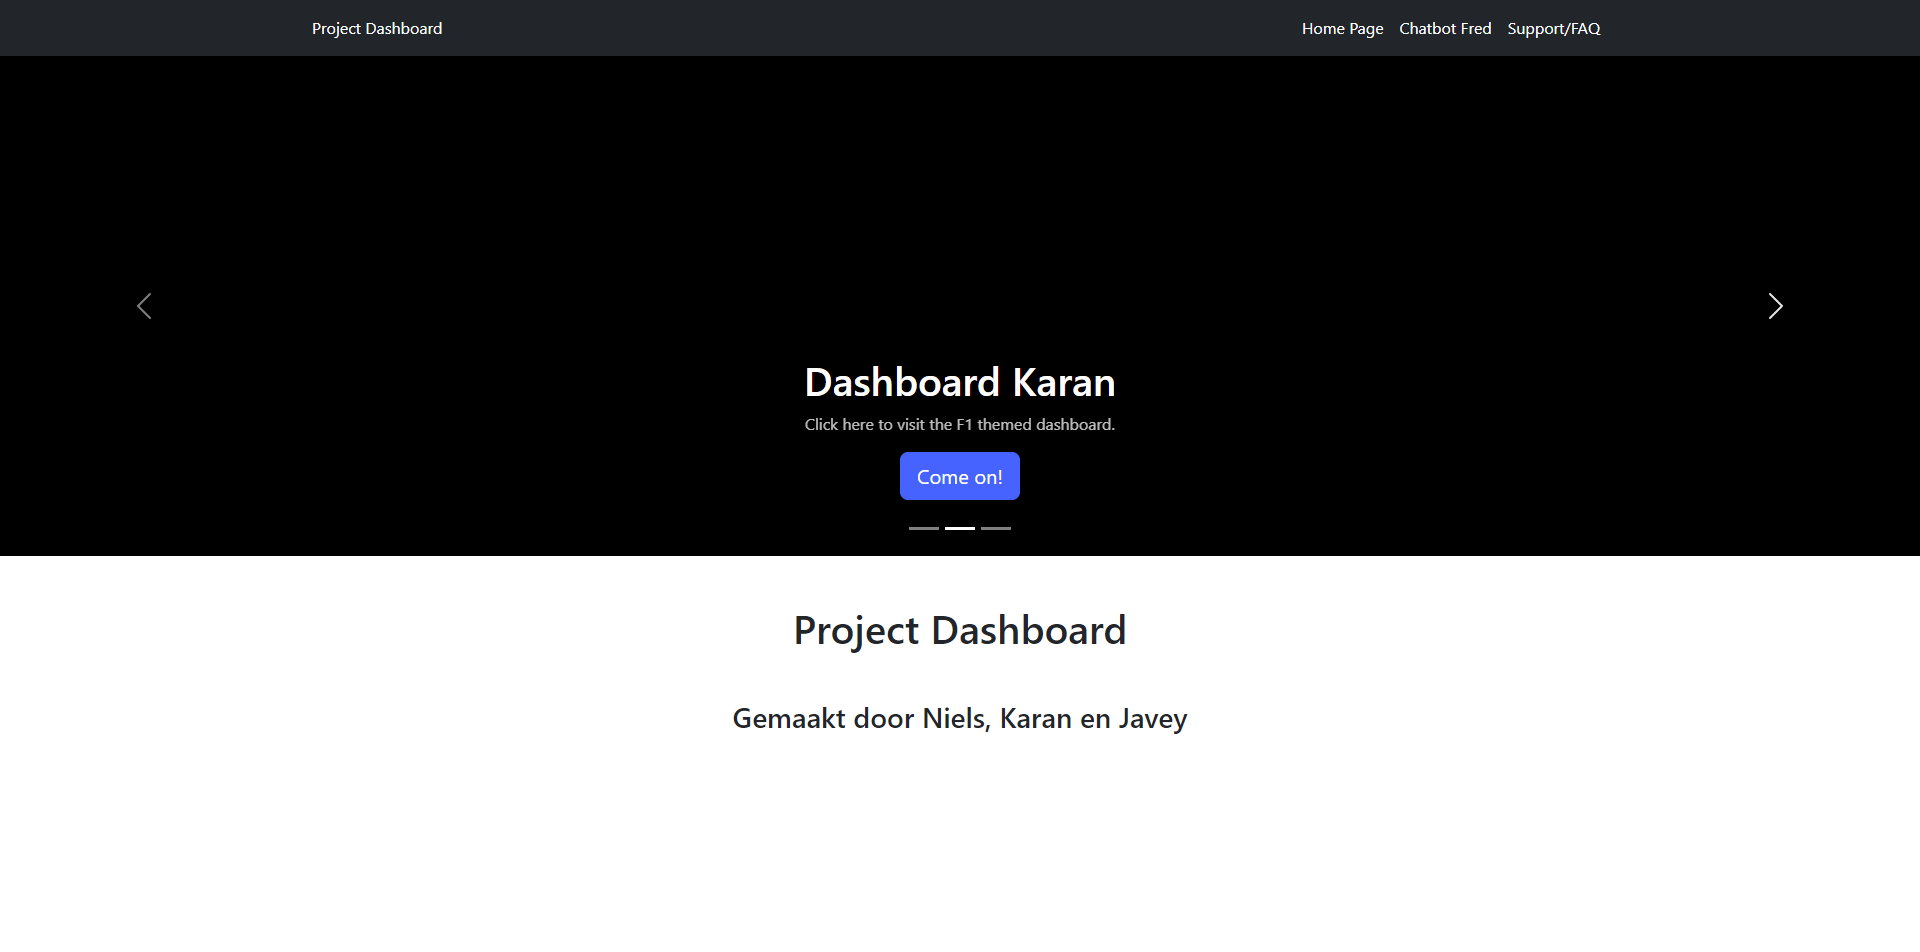 Project Dashboard
Home Page Chatbot Fred Support/FAQ
Dashboard Karan
Click here to visit the F1 themed dashboard.
Come on!
Project Dashboard
Gemaakt door Niels, Karan en Javey